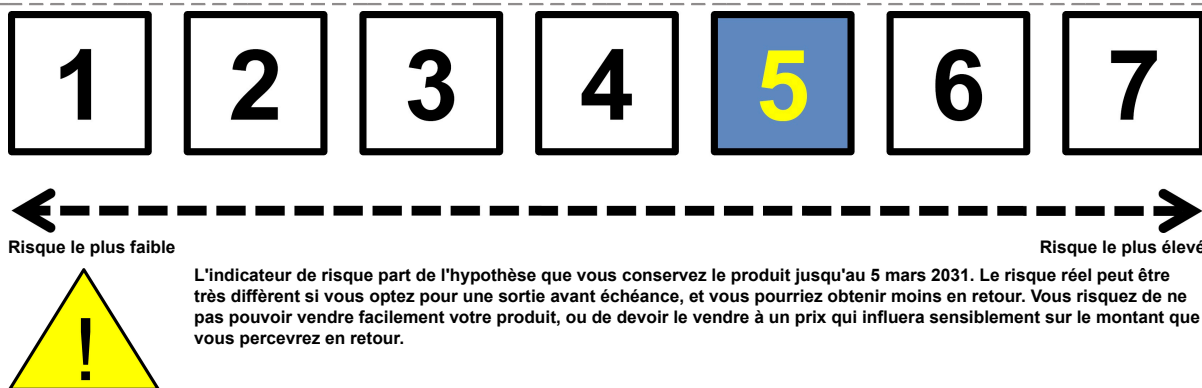 1 2 3 4 5 6 7
Risque le plus faible Risque le plus élevé
L'indicateur de risque part de l'hypothèse que vous conservez le produit jusqu'au 5 mars 2031. Le risque réel peut être
très diffèrent si vous optez pour une sortie avant échéance, et vous pourriez obtenir moins en retour. Vous risquez de ne
pas pouvoir vendre facilement votre produit, ou de devoir le vendre à un prix qui influera sensiblement sur le montant que
vous percevrez en retour.
!